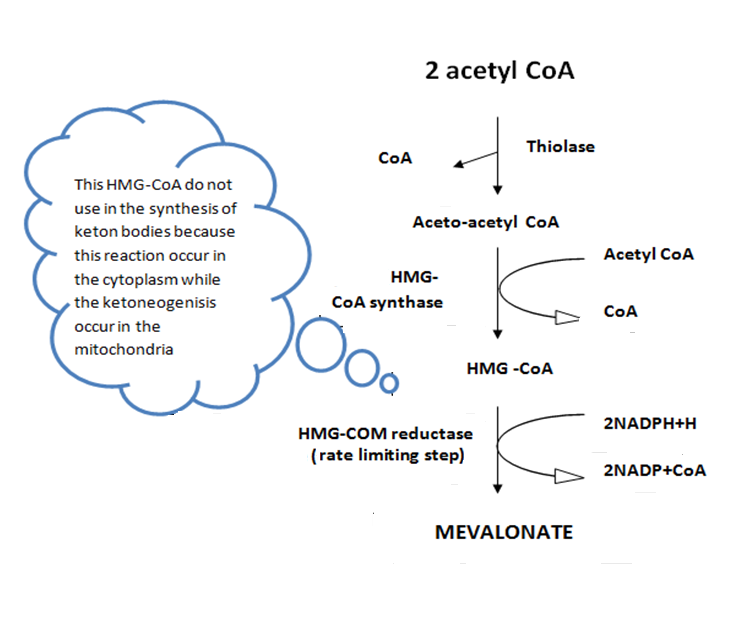 2 acetyl CoA
CoA
Thiolase
Aceto-acetyl CoA
This HMG-CoA do not
use in the synthesis of
keton bodies because
this reaction occur in
the cytoplasm while
the ketoneogenisis
occur in the
mitochondria
HMG-
CoA synthase
Acetyl CoA
CoA
HMG -CoA
HMG-COM reductase
(rate limiting step)
2NADPH+H
2NADP+CoA
MEVALONATE